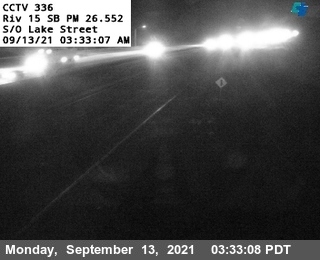 CCTV 336
Riv 15 SB PM 26.552
S/O Lake Street
09/13/21 03:33:07 AM
Monday, September 13, 2021 03:33:08 PDT